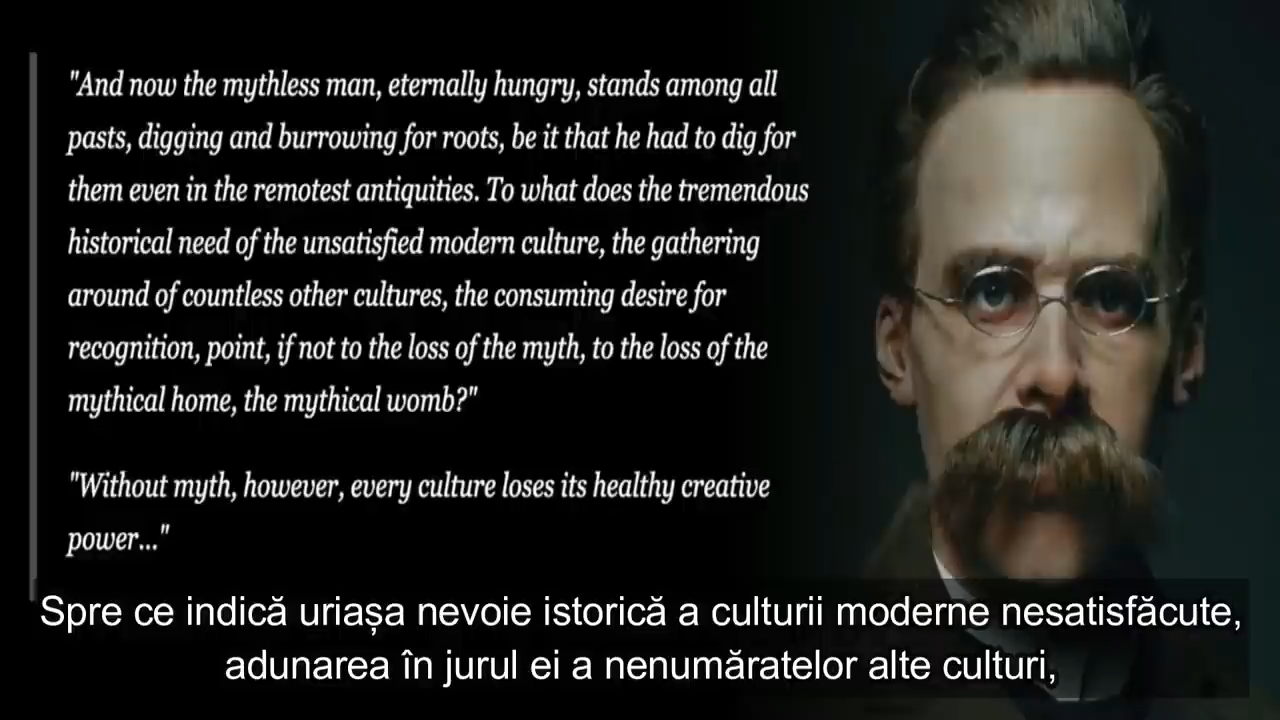 "And now the mythless man, eternally hungry, stands among all
pasts, digging and burrowing for roots, be it that he had to dig for
them even in the remotest antiquities. To what does the tremendous
historical need of the unsatisfied modern culture, the gathering
around of countless other cultures, the consuming desire for
recognition, point, if not to the loss of the myth, to the loss of the
mythical home, the mythical womb?"
"Without myth, however, every culture loses its healthy creative
power..."
Spre ce indică uriașa nevoie istorică a culturii moderne nesatisfăcute,
adunarea în jurul ei a nenumăratelor alte culturi,